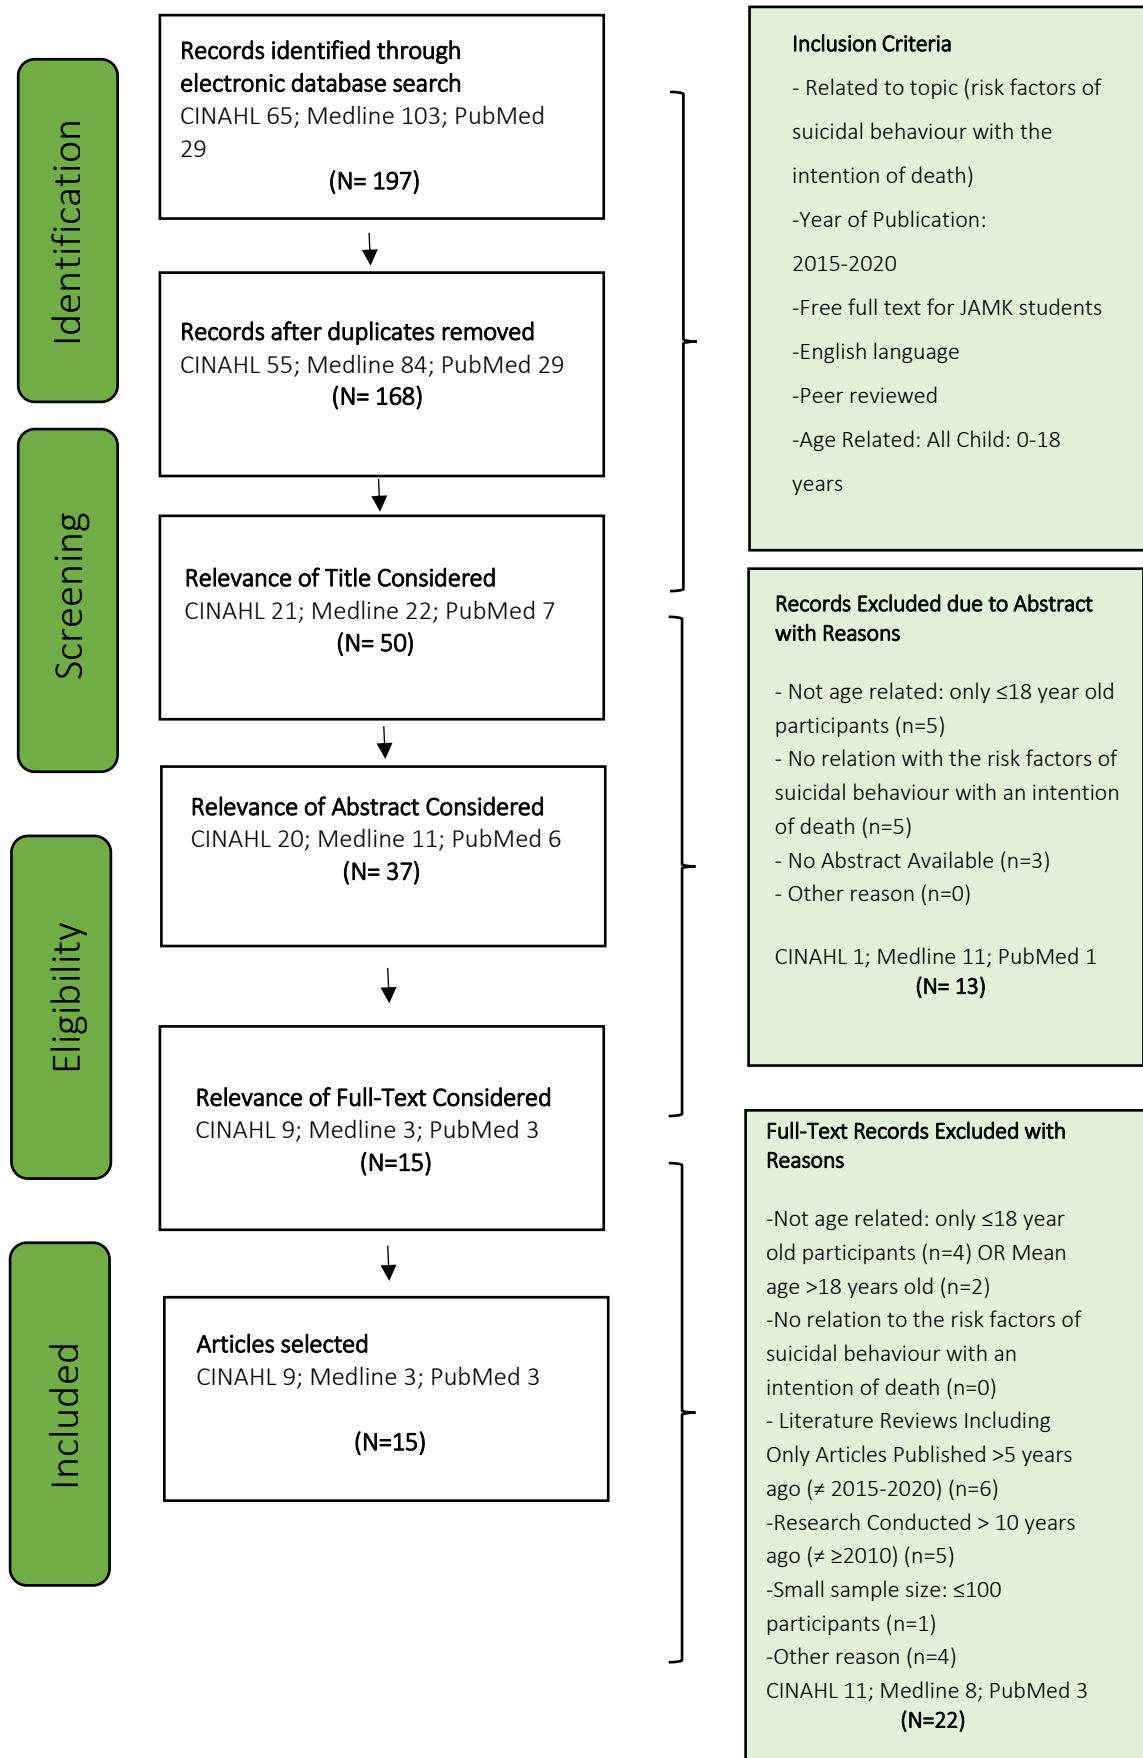 Identification
Records identified through
electronic database search
CINAHL 65; Medline 103; PubMed
29
(N= 197)
Records after duplicates removed
CINAHL 55; Medline 84; PubMed 29
(N= 168)
Screening
Relevance of Title Considered
CINAHL 21; Medline 22; PubMed 7
(N= 50)
Relevance of Abstract Considered
CINAHL 20; Medline 11; PubMed 6
(N= 37)
Eligibility
Relevance of Full-Text Considered
CINAHL 9; Medline 3; PubMed 3
(N=15)
Included
Articles selected
CINAHL 9; Medline 3; PubMed 3
(N=15)
Inclusion Criteria
- Related to topic (risk factors of
suicidal behaviour with the
intention of death)
-Year of Publication:
2015-2020
-Free full text for JAMK students
-English language
-Peer reviewed
-Age Related: All Child: 0-18
years
Records Excluded due to Abstract
with Reasons
- Not age related: only ≤18 year old
participants (n=5)
- No relation with the risk factors of
suicidal behaviour with an intention
of death (n=5)
- No Abstract Available (n=3)
- Other reason (n=0)
CINAHL 1; Medline 11; PubMed 1
(N= 13)
Full-Text Records Excluded with
Reasons
-Not age related: only ≤18 year
old participants (n=4) OR Mean
age >18 years old (n=2)
-No relation to the risk factors of
suicidal behaviour with an
intention of death (n=0)
- Literature Reviews Including
Only Articles Published >5 years
ago (≠ 2015-2020) (n=6)
-Research Conducted > 10 years
ago (≠ ≥2010) (n=5)
-Small sample size: ≤100
participants (n=1)
-Other reason (n=4)
CINAHL 11; Medline 8; PubMed 3
(N=22)